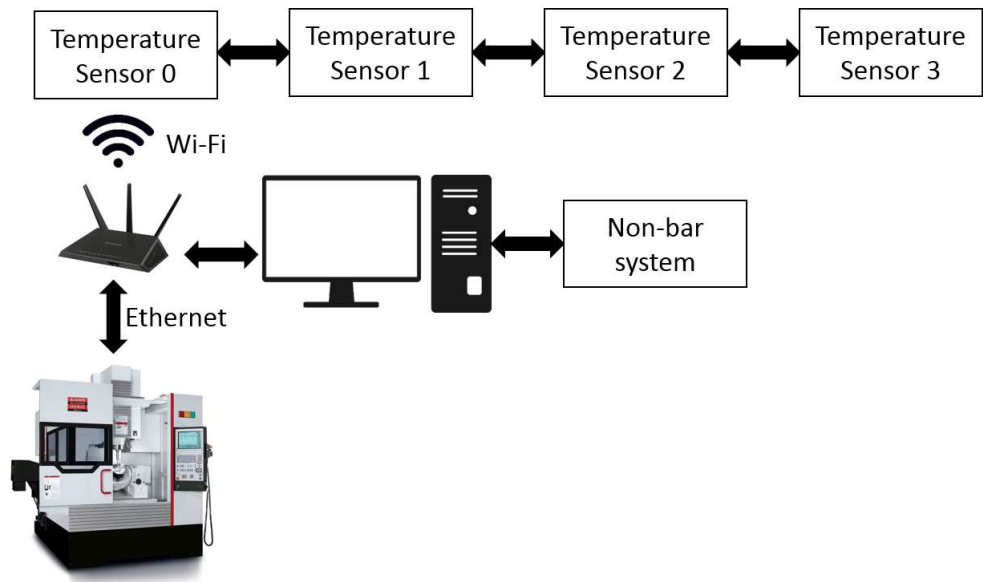 Temperature
Sensor 0
Temperature
Sensor 1
Temperature
Sensor 2
Temperature
Sensor 3
Wi-Fi
Non-bar
system
Ethernet